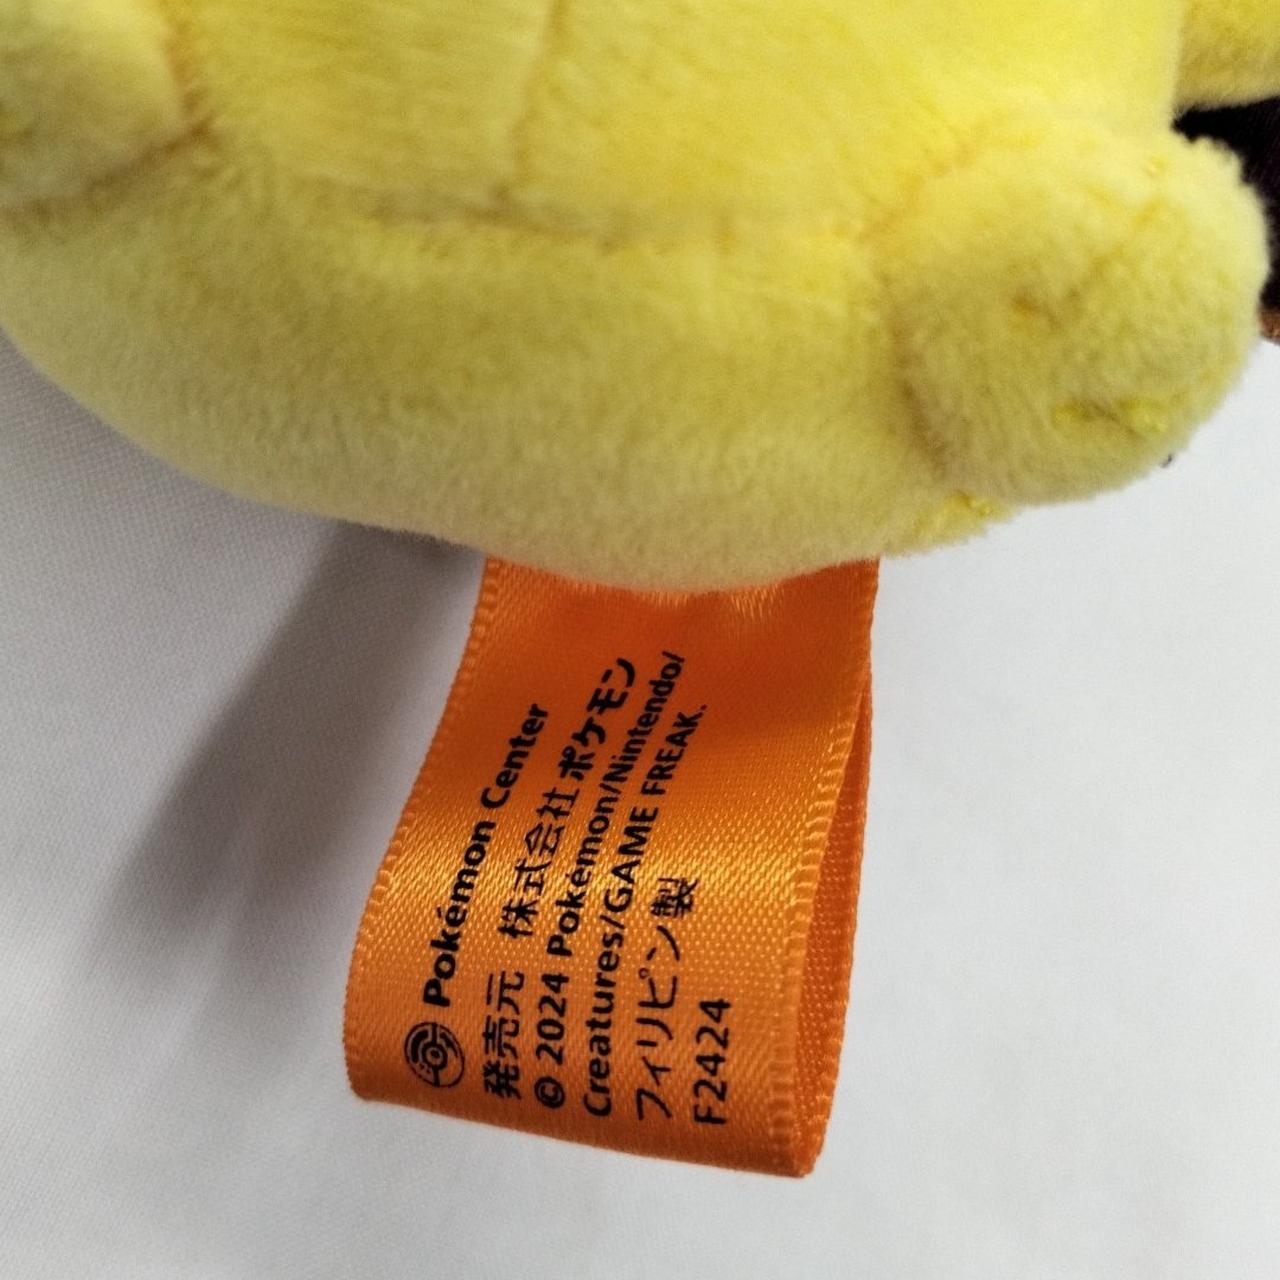 Pokémon Center
発売元 株式会社ポケモン
© 2024 Pokémon/Nintendo/
Creatures/GAME FREAK.
フィリピン製
F2424